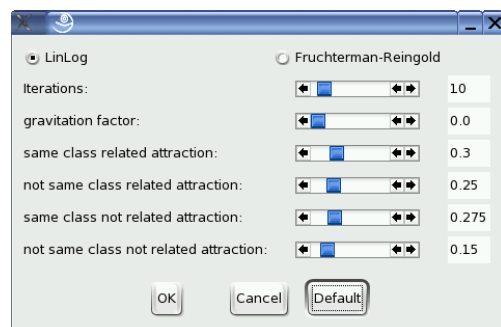 LinLog Fruchterman-Reingold
Iterations: 10
gravitation factor: 0.0
same class related attraction: 0.3
not same class related attraction: 0.25
same class not related attraction: 0.275
not same class not related attraction: 0.15
OK Cancel Default